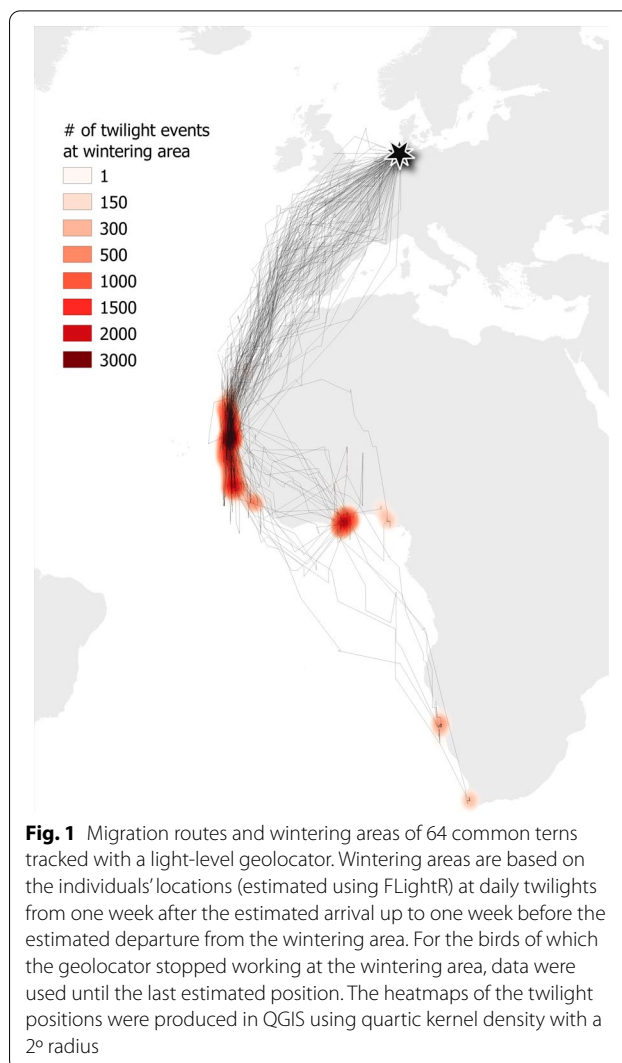 # of twilight events
at wintering area
1
150
300
500
1000
1500
2000
3000
Fig. 1 Migration routes and wintering areas of 64 common terns
tracked with a light-level geolocator. Wintering areas are based on
the individuals’ locations (estimated using FLightR) at daily twilights
from one week after the estimated arrival up to one week before the
estimated departure from the wintering area. For the birds of which
the geolocator stopped working at the wintering area, data were
used until the last estimated position. The heatmaps of the twilight
positions were produced in QGIS using quartic kernel density with a
2º radius